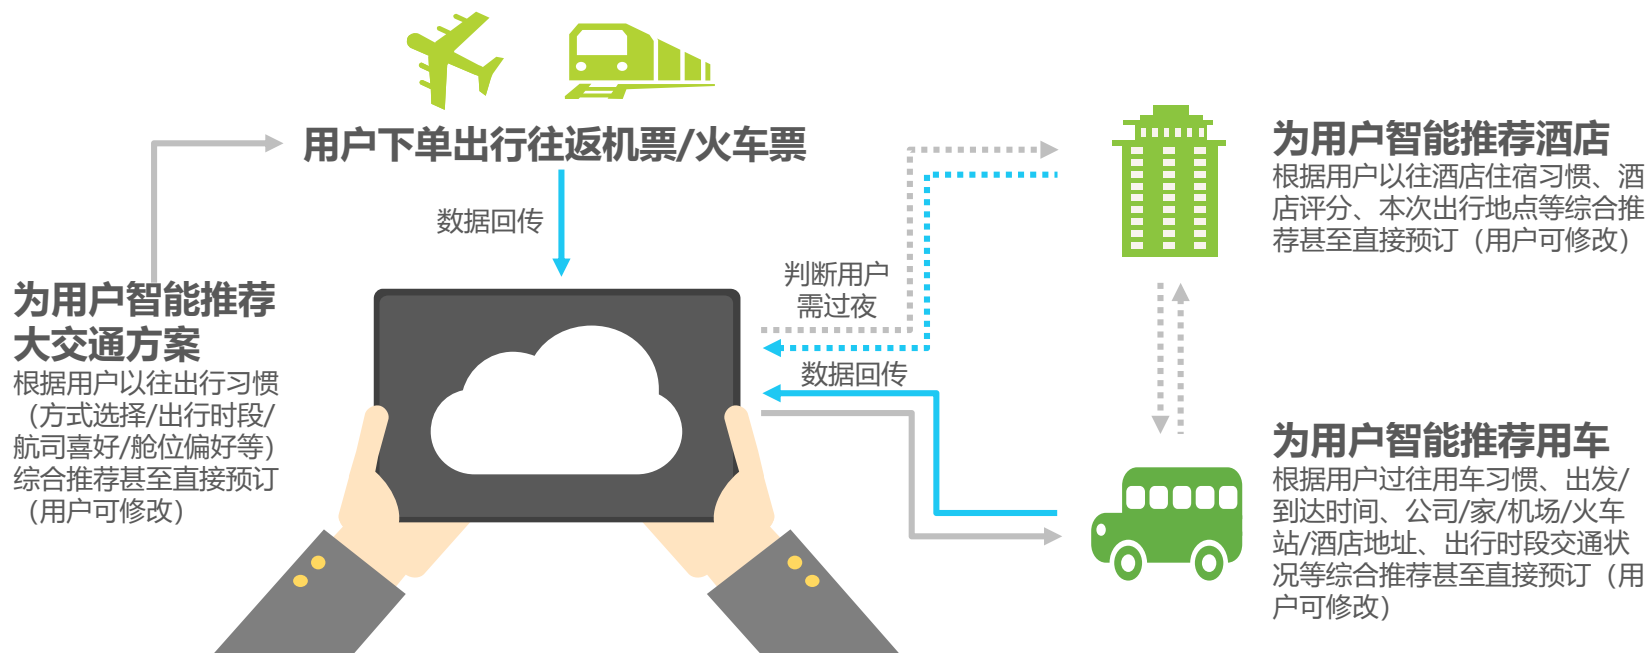 用户下单出行往返机票/火车票
数据回传
为用户智能推荐
大交通方案
根据用户以往出行习惯
（方式选择/出行时段/
航司喜好/舱位偏好等）
综合推荐甚至直接预订
（用户可修改）
判断用户
需过夜
数据回传
为用户智能推荐酒店
根据用户以往酒店住宿习惯、酒
店评分、本次出行地点等综合推
荐甚至直接预订（用户可修改）
为用户智能推荐用车
根据用户过往用车习惯、出发/
到达时间、公司/家/机场/火车
站/酒店地址、出行时段交通状
况等综合推荐甚至直接预订（用
户可修改）